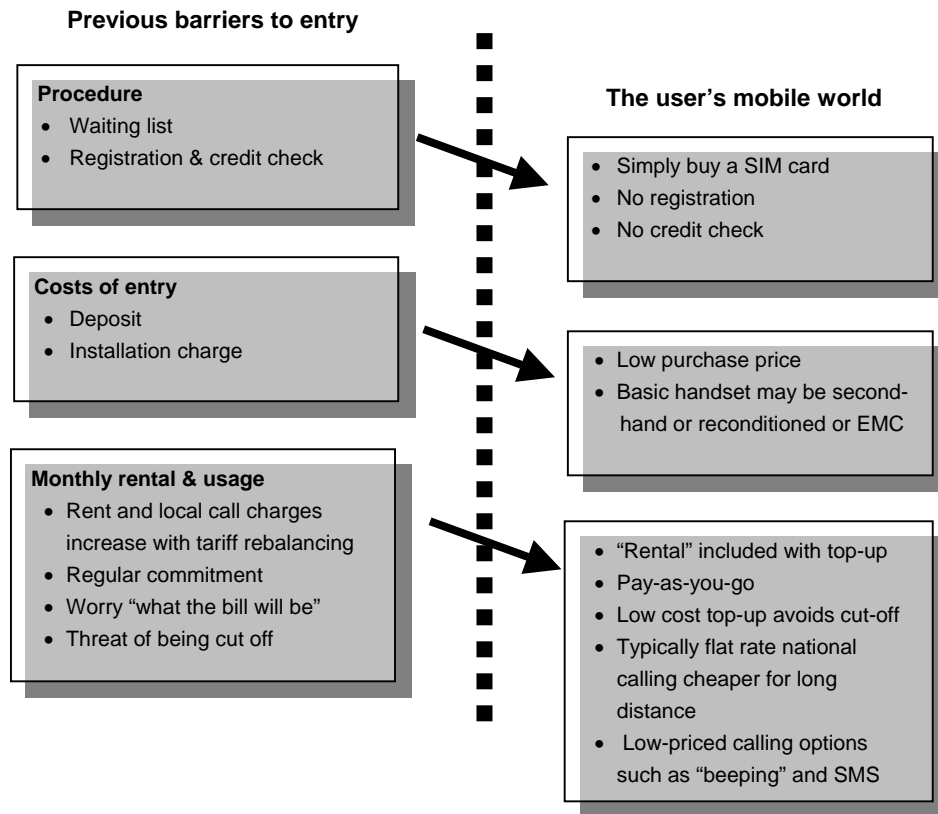 Previous barriers to entry
Procedure
• Waiting list
• Registration & credit check
Costs of entry
• Deposit
• Installation charge
Monthly rental & usage
• Rent and local call charges
increase with tariff rebalancing
• Regular commitment
• Worry “what the bill will be”
• Threat of being cut off
The user’s mobile world
• Simply buy a SIM card
• No registration
• No credit check
• Low purchase price
• Basic handset may be second-
hand or reconditioned or EMC
• “Rental” included with top-up
• Pay-as-you-go
• Low cost top-up avoids cut-off
• Typically flat rate national
calling cheaper for long
distance
• Low-priced calling options
such as “beeping” and SMS